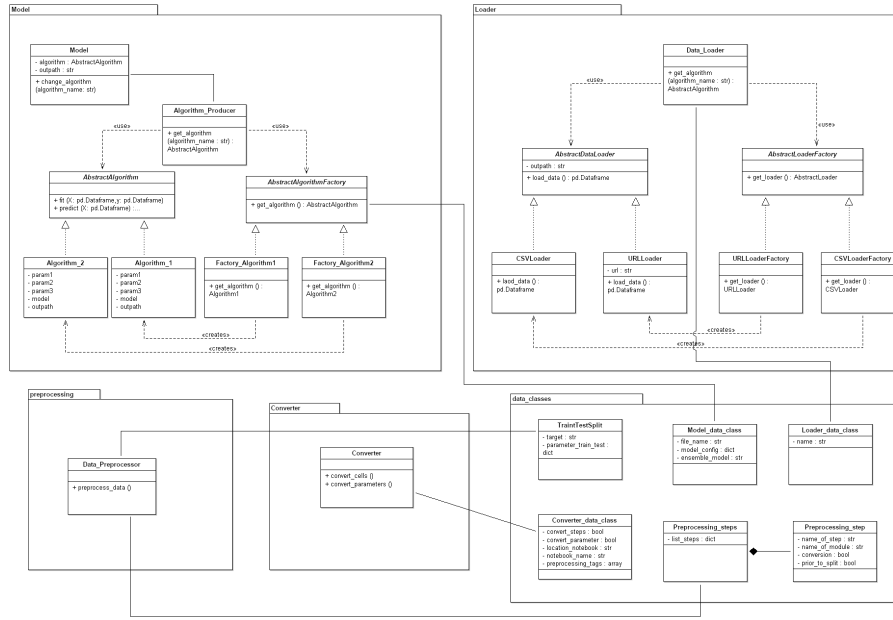 Model
Model
- algorithm : AbstractAlgorithm
- outpath : str
+ change_algorithm
(algorithm_name: str)
Algorithm_Producer
+ get_algorithm
(algorithm_name : str) :
AbstractAlgorithm
«use»
«use»
AbstractAlgorithm
+ fit (X: pd.Dataframe,y: pd.Dataframe)
+ predict (X: pd.Dataframe) :...
AbstractAlgorithmFactory
+ get_algorithm () : AbstractAlgorithm
Algorithm_2
- param1
- param2
- param3
- model
- outpath
Algorithm_1
- param1
- param2
- param3
- model
- outpath
Factory_Algorithm1
+ get_algorithm () :
Algorithm1
Factory_Algorithm2
+ get_algorithm () :
Algorithm2
«creates»
«creates»
Loader
Data_Loader
+ get_algorithm
(algorithm_name : str) :
AbstractAlgorithm
«use»
«use»
AbstractDataLoader
- outpath : str
+ load_data () : pd.Dataframe
AbstractLoaderFactory
+ get_loader () : AbstractLoader
CSVLoader
+ laod_data () :
pd.Dataframe
URLLoader
- url : str
+ load_data () :
pd.Dataframe
URLLoaderFactory
+ get_loader () :
URLLoader
CSVLoaderFactory
+ get_loader () :
CSVLoader
«creates»
«creates»
preprocessing
Data_Preprocessor
+ preprocess_data ()
Converter
Converter
+ convert_cells ()
+ convert_parameters ()
data_classes
TraintTestSplit
- target : str
- parameter_train_test :
dict
Model_data_class
- file_name : str
- model_config : dict
- ensemble_model : str
Loader_data_class
- name : str
Converter_data_class
- convert_steps : bool
- convert_parameter : bool
- location_notebook : str
- notebook_name : str
- preprocessing_tags : array
Preprocessing_steps
- list_steps : dict
Preprocessing_step
- name_of_step : str
- name_of_module : str
- conversion : bool
- prior_to_split : bool